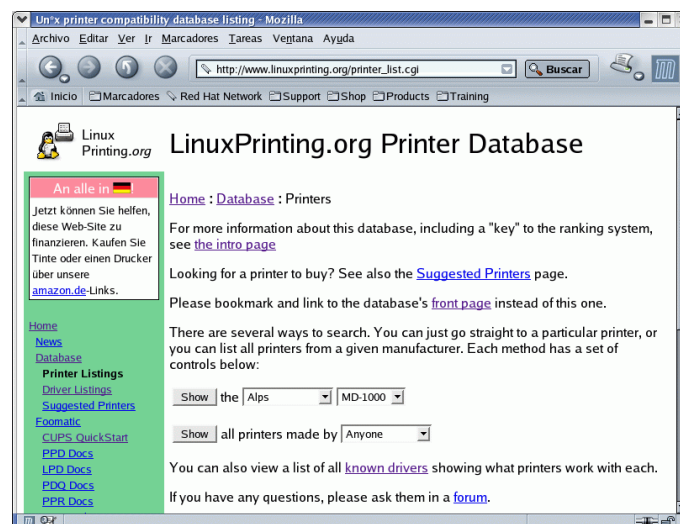 Un*x printer compatibility database listing - Mozilla
Archivo Editar Ver Ir Marcadores Tareas Ventana Ayuda
http://www.linuxprinting.org/printer_list.cgi Buscar
Inicio Marcadores Red Hat Network Support Shop Products Training
Linux
Printing.org
LinuxPrinting.org Printer Database
An alle in !
Jetzt können Sie helfen,
diese Web-Site zu
finanzieren. Kaufen Sie
Tinte oder einen Drucker
über unsere
amazon.de-Links.
Home
News
Database
Printer Listings
Driver Listings
Suggested Printers
Foomatic
CUPS QuickStart
PPD Docs
LPD Docs
PDQ Docs
PPR Docs
Home : Database : Printers
For more information about this database, including a "key" to the ranking system,
see the intro page
Looking for a printer to buy? See also the Suggested Printers page.
Please bookmark and link to the database's front page instead of this one.
There are several ways to search. You can just go straight to a particular printer, or
you can list all printers from a given manufacturer. Each method has a set of
controls below:
Show the Alps MD-1000
Show all printers made by Anyone
You can also view a list of all known drivers showing what printers work with each.
If you have any questions, please ask them in a forum.